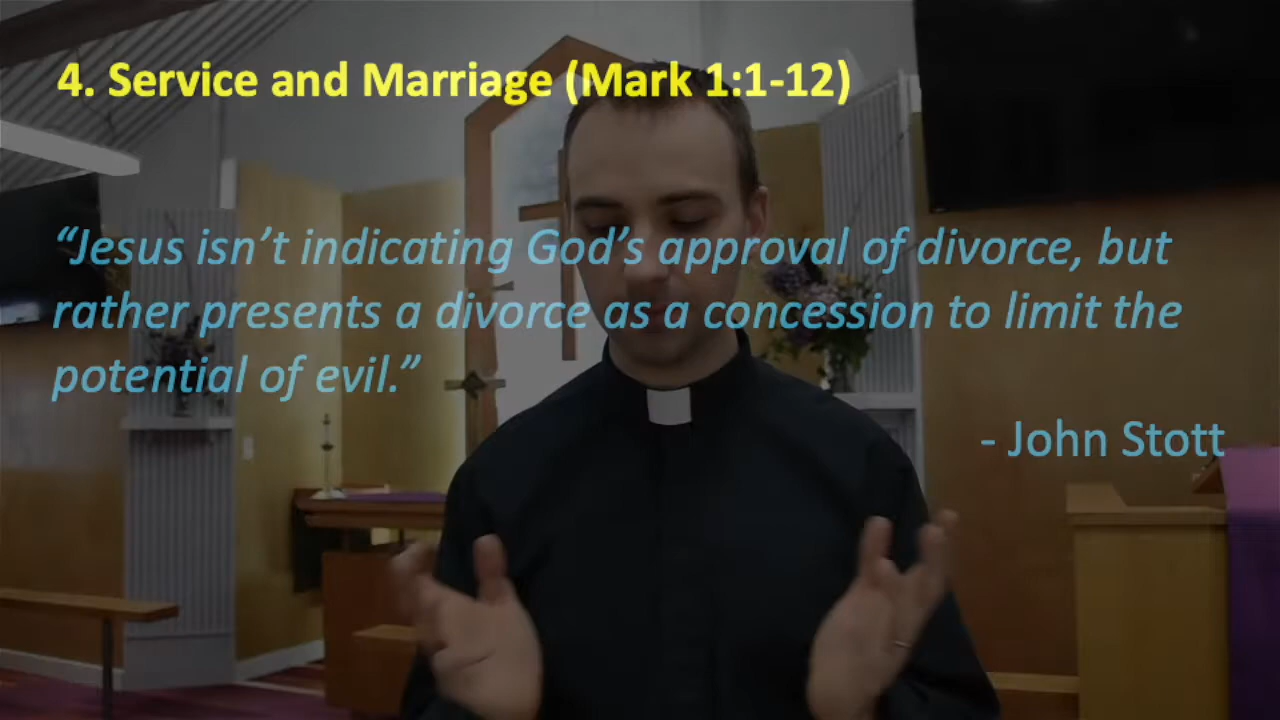 4. Service and Marriage (Mark 1:1-12)
“Jesus isn’t indicating God’s approval of divorce, but
rather presents a divorce as a concession to limit the
potential of evil.”
- John Stott